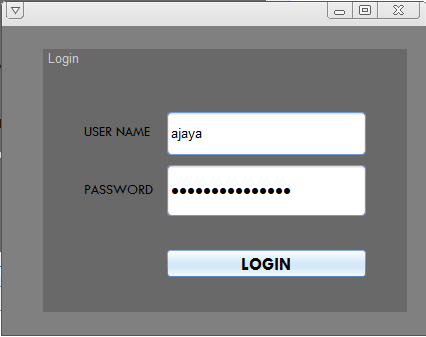 Login
USER NAME
ajaya
PASSWORD
●●●●●●●●●●●●●●●
LOGIN